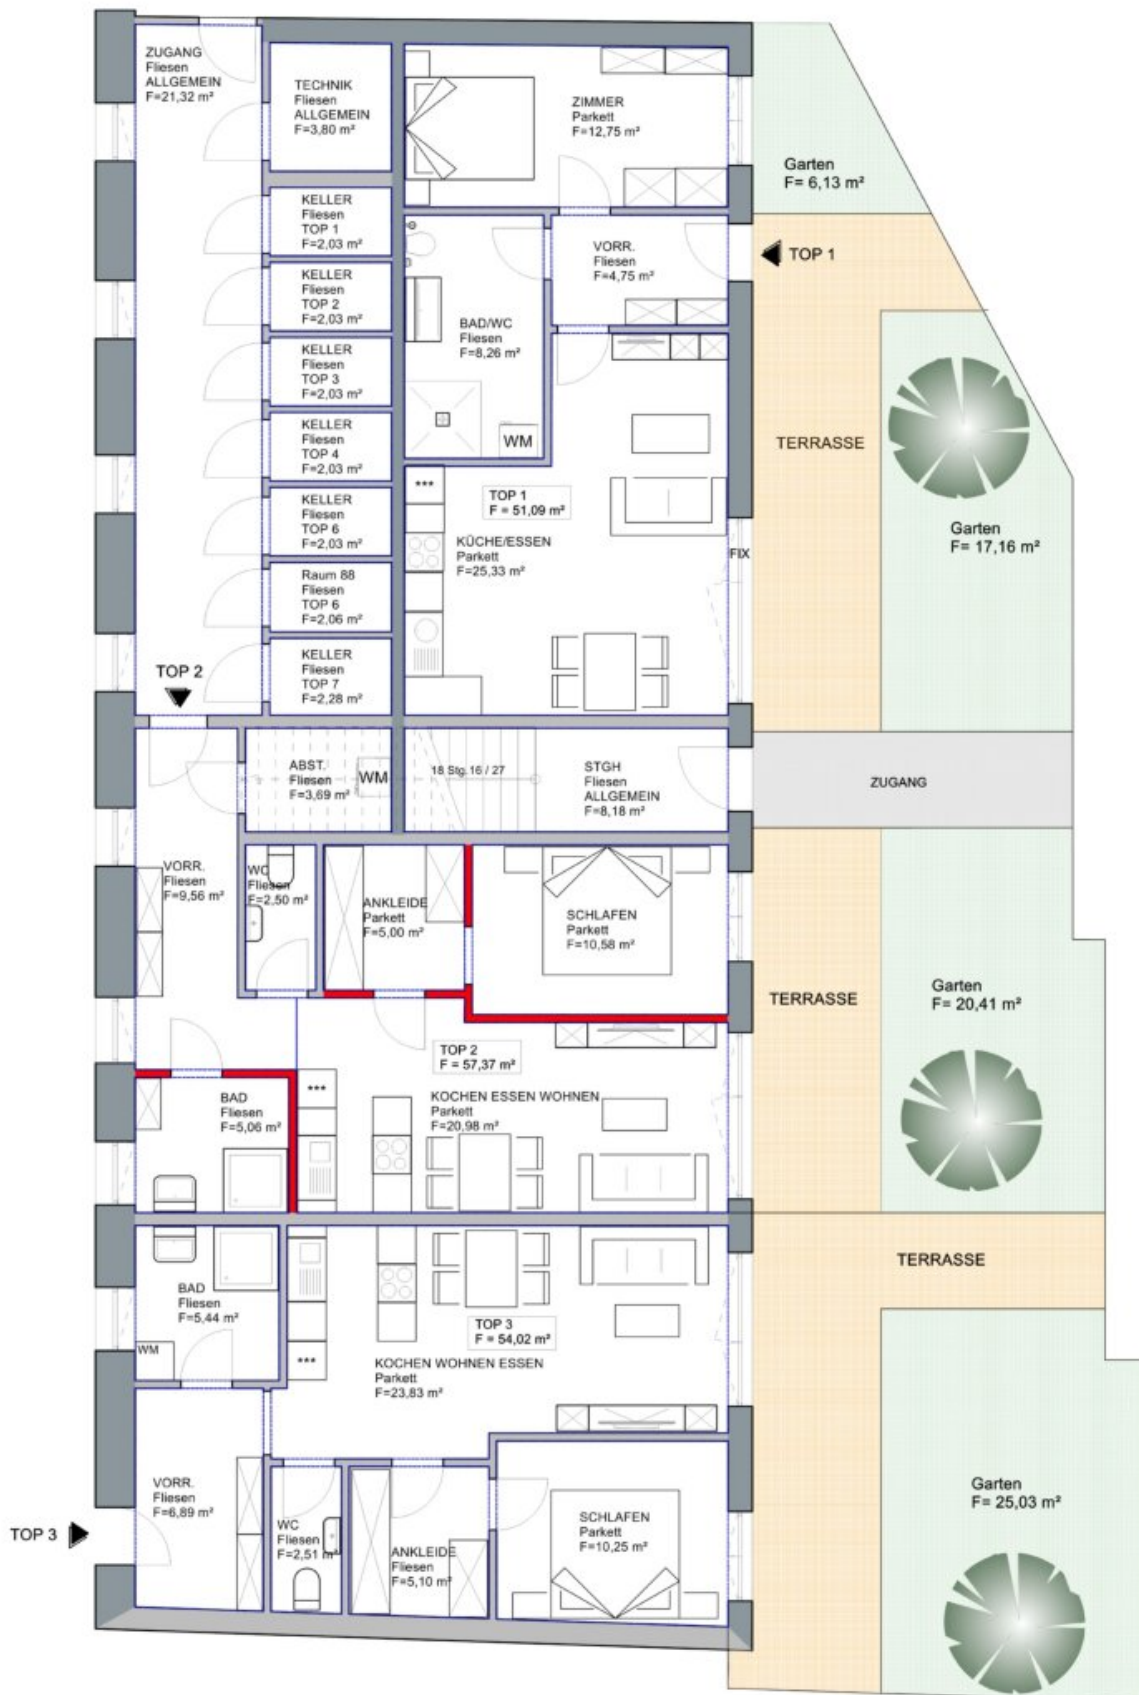 ZUGANG
Fliesen
ALLGEMEIN
F=21,32 m²
TECHNIK
Fliesen
ALLGEMEIN
F=3,80 m²
ZIMMER
Parkett
F=12,75 m²
Garten
F= 6,13 m²
KELLER
Fliesen
TOP 1
F=2,03 m²
VORR.
Fliesen
F=4,75 m²
TOP 1
KELLER
Fliesen
TOP 2
F=2,03 m²
BAD/WC
Fliesen
F=8,26 m²
KELLER
Fliesen
TOP 3
F=2,03 m²
WM
TERRASSE
KELLER
Fliesen
TOP 4
F=2,03 m²
***
TOP 1
F = 51,09 m²
KELLER
Fliesen
TOP 6
F=2,03 m²
KÜCHE/ESSEN
Parkett
F=25,33 m²
FIX
Garten
F= 17,16 m²
Raum 88
Fliesen
TOP 6
F=2,06 m²
KELLER
Fliesen
TOP 7
F=2,28 m²
TOP 2
ABST.
Fliesen
F=3,69 m²
WM
18 Stg. 16 / 27
STGH
Fliesen
ALLGEMEIN
F=8,18 m²
ZUGANG
VORR.
Fliesen
F=9,56 m²
WC
Fliesen
F=2,50 m²
ANKLEIDE
Parkett
F=5,00 m²
SCHLAFEN
Parkett
F=10,58 m²
TERRASSE
Garten
F= 20,41 m²
TOP 2
F = 57,37 m²
BAD
Fliesen
F=5,06 m²
***
KOCHEN ESSEN WOHNEN
Parkett
F=20,98 m²
TERRASSE
BAD
Fliesen
F=5,44 m²
WM
TOP 3
F = 54,02 m²
***
KOCHEN WOHNEN ESSEN
Parkett
F=23,83 m²
VORR.
Fliesen
F=6,89 m²
TOP 3
WC
Fliesen
F=2,51 m²
ANKLEIDE
Fliesen
F=5,10 m²
SCHLAFEN
Parkett
F=10,25 m²
Garten
F= 25,03 m²